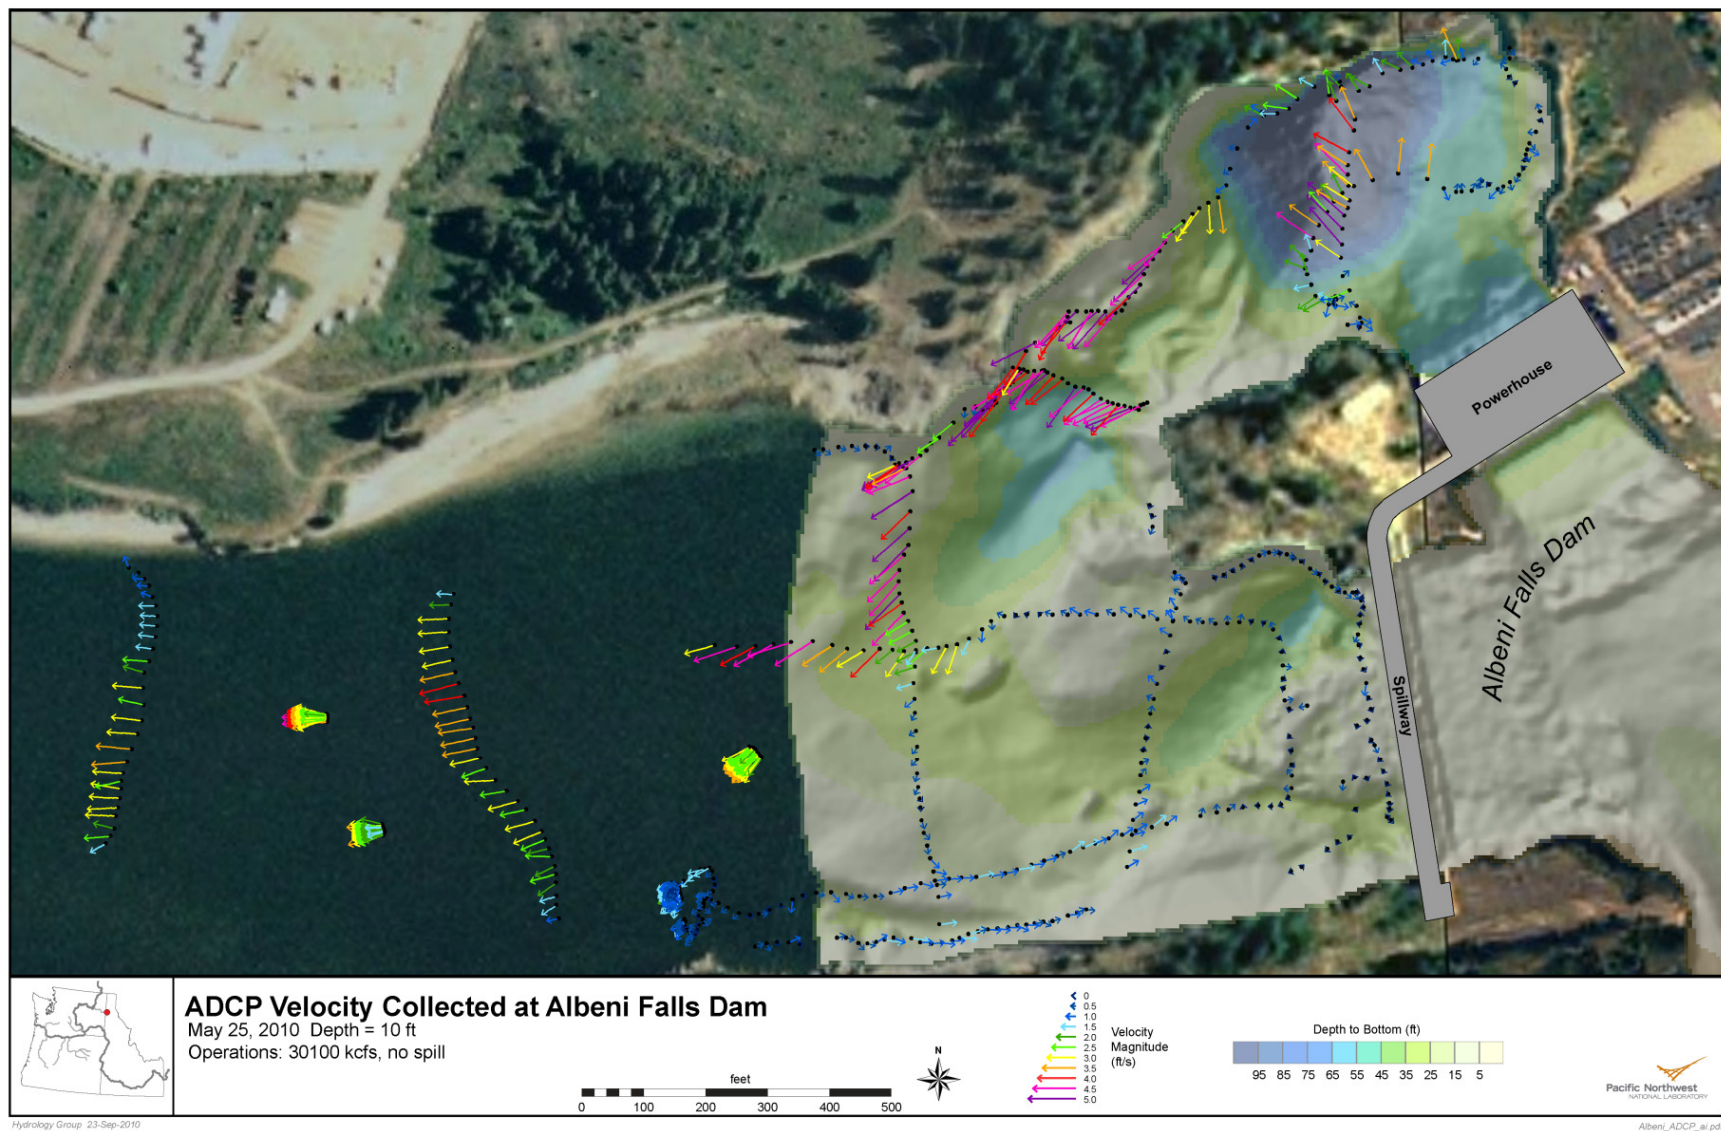 Powerhouse
Albeni Falls Dam
Spillway
ADCP Velocity Collected at Albeni Falls Dam
May 25, 2010 Depth = 10 ft
Operations: 30100 kcfs, no spill
feet
0 100 200 300 400 500
N
0
0.5
1.0
1.5
2.0
2.5
3.0
3.5
4.0
4.5
5.0
Velocity
Magnitude
(ft/s)
Depth to Bottom (ft)
95 85 75 65 55 45 35 25 15 5
Pacific Northwest
NATIONAL LABORATORY
Hydrology Group 23-Sep-2010
Albeni_ADCP_ai.pd